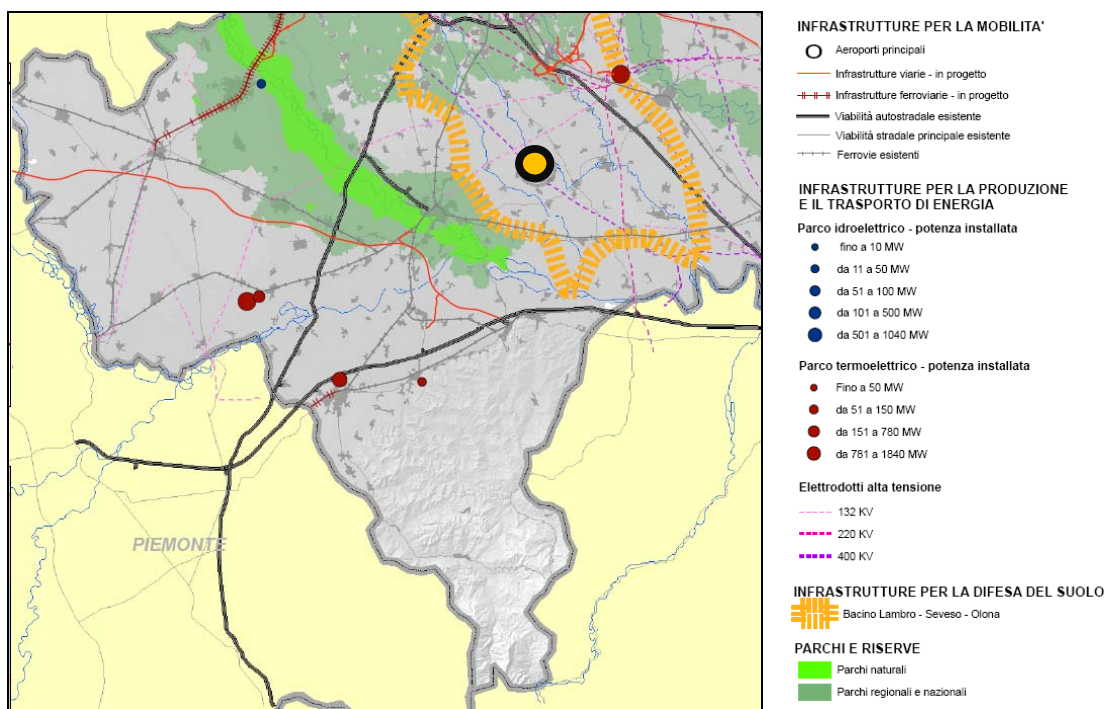 PIEMONTE
INFRASTRUTTURE PER LA MOBILITA'
Aeroporti principali
Infrastrutture viarie - in progetto
Infrastrutture ferroviarie - in progetto
Viabilità autostradale esistente
Viabilità stradale principale esistente
Ferrovie esistenti
INFRASTRUTTURE PER LA PRODUZIONE
E IL TRASPORTO DI ENERGIA
Parco idroelettrico - potenza installata
fino a 10 MW
da 11 a 50 MW
da 51 a 100 MW
da 101 a 500 MW
da 501 a 1040 MW
Parco termoelettrico - potenza installata
Fino a 50 MW
da 51 a 150 MW
da 151 a 780 MW
da 781 a 1840 MW
Elettrodotti alta tensione
132 KV
220 KV
400 KV
INFRASTRUTTURE PER LA DIFESA DEL SUOLO
Bacino Lambro - Seveso - Olona
PARCHI E RISERVE
Parchi naturali
Parchi regionali e nazionali